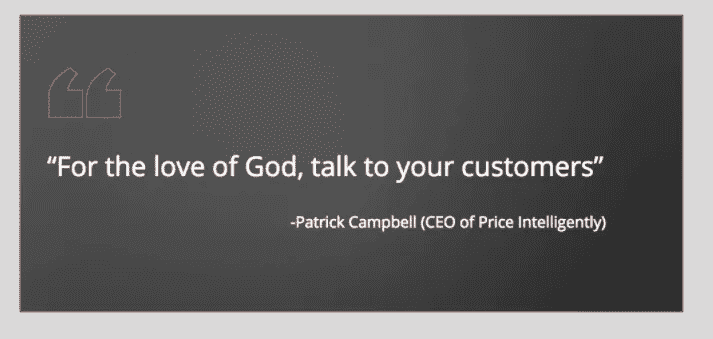 “For the love of God, talk to your customers”
-Patrick Campbell (CEO of Price Intelligently)